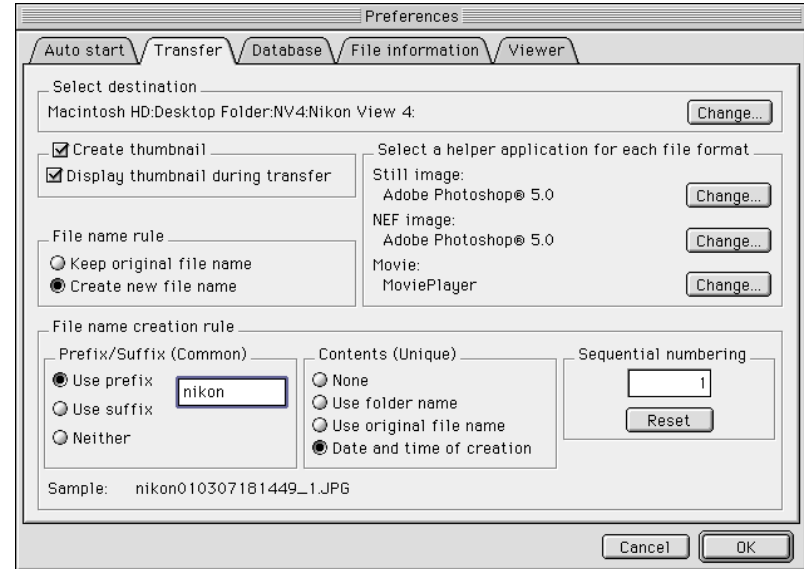 Preferences
Auto start Transfer Database File information Viewer
Select destination
Macintosh HD:Desktop Folder:NV4:Nikon View 4:
Change...
Create thumbnail
Display thumbnail during transfer
Select a helper application for each file format
Still image:
Adobe Photoshop® 5.0
Change...
NEF image:
Adobe Photoshop® 5.0
Change...
Movie:
MoviePlayer
Change...
File name rule
Keep original file name
Create new file name
File name creation rule
Prefix/Suffix (Common)
Use prefix
nikon
Use suffix
Neither
Contents (Unique)
None
Use folder name
Use original file name
Date and time of creation
Sequential numbering
1
Reset
Sample: nikon010307181449_1.JPG
Cancel
OK